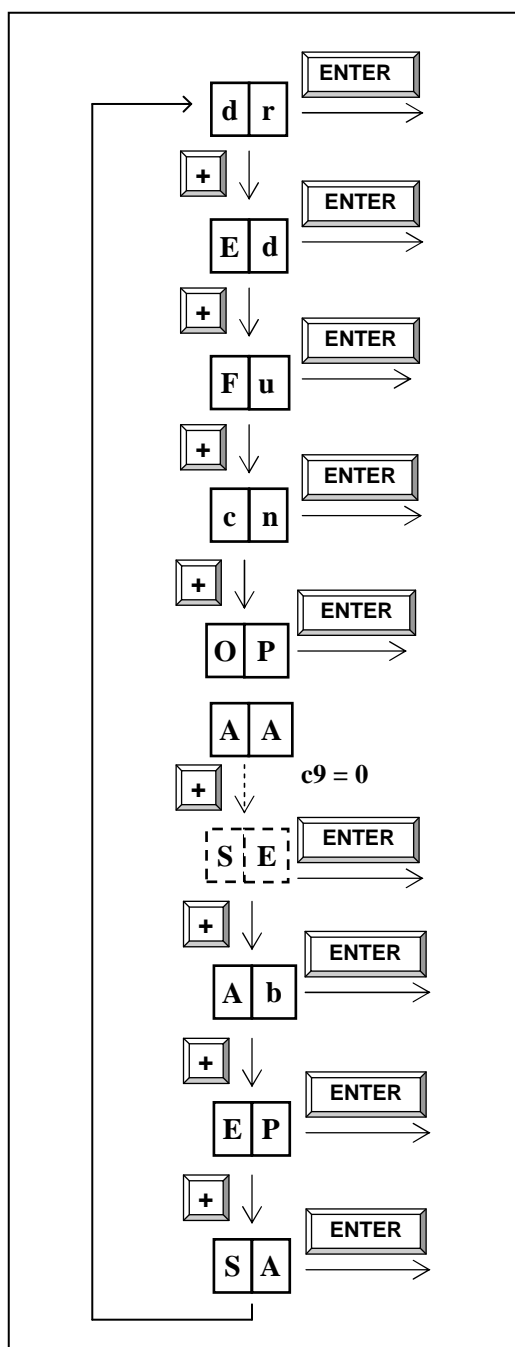 ENTER
d r
+
ENTER
E d
+
ENTER
F u
+
ENTER
c n
+
ENTER
O P
A A
+ c9 = 0
ENTER
S E
+
ENTER
A b
+
ENTER
E P
+
ENTER
S A